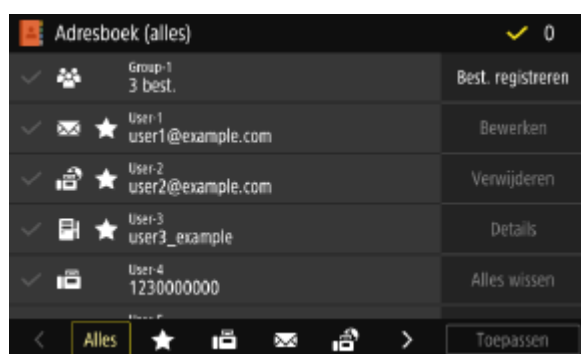 Adresboek (alles)
0
Group-1
3 best.
Best. registreren
User-1
user1@example.com
Bewerken
User-2
user2@example.com
Verwijderen
User-3
user3_example
Details
User-4
1230000000
Alles wissen
Alles
Toepassen